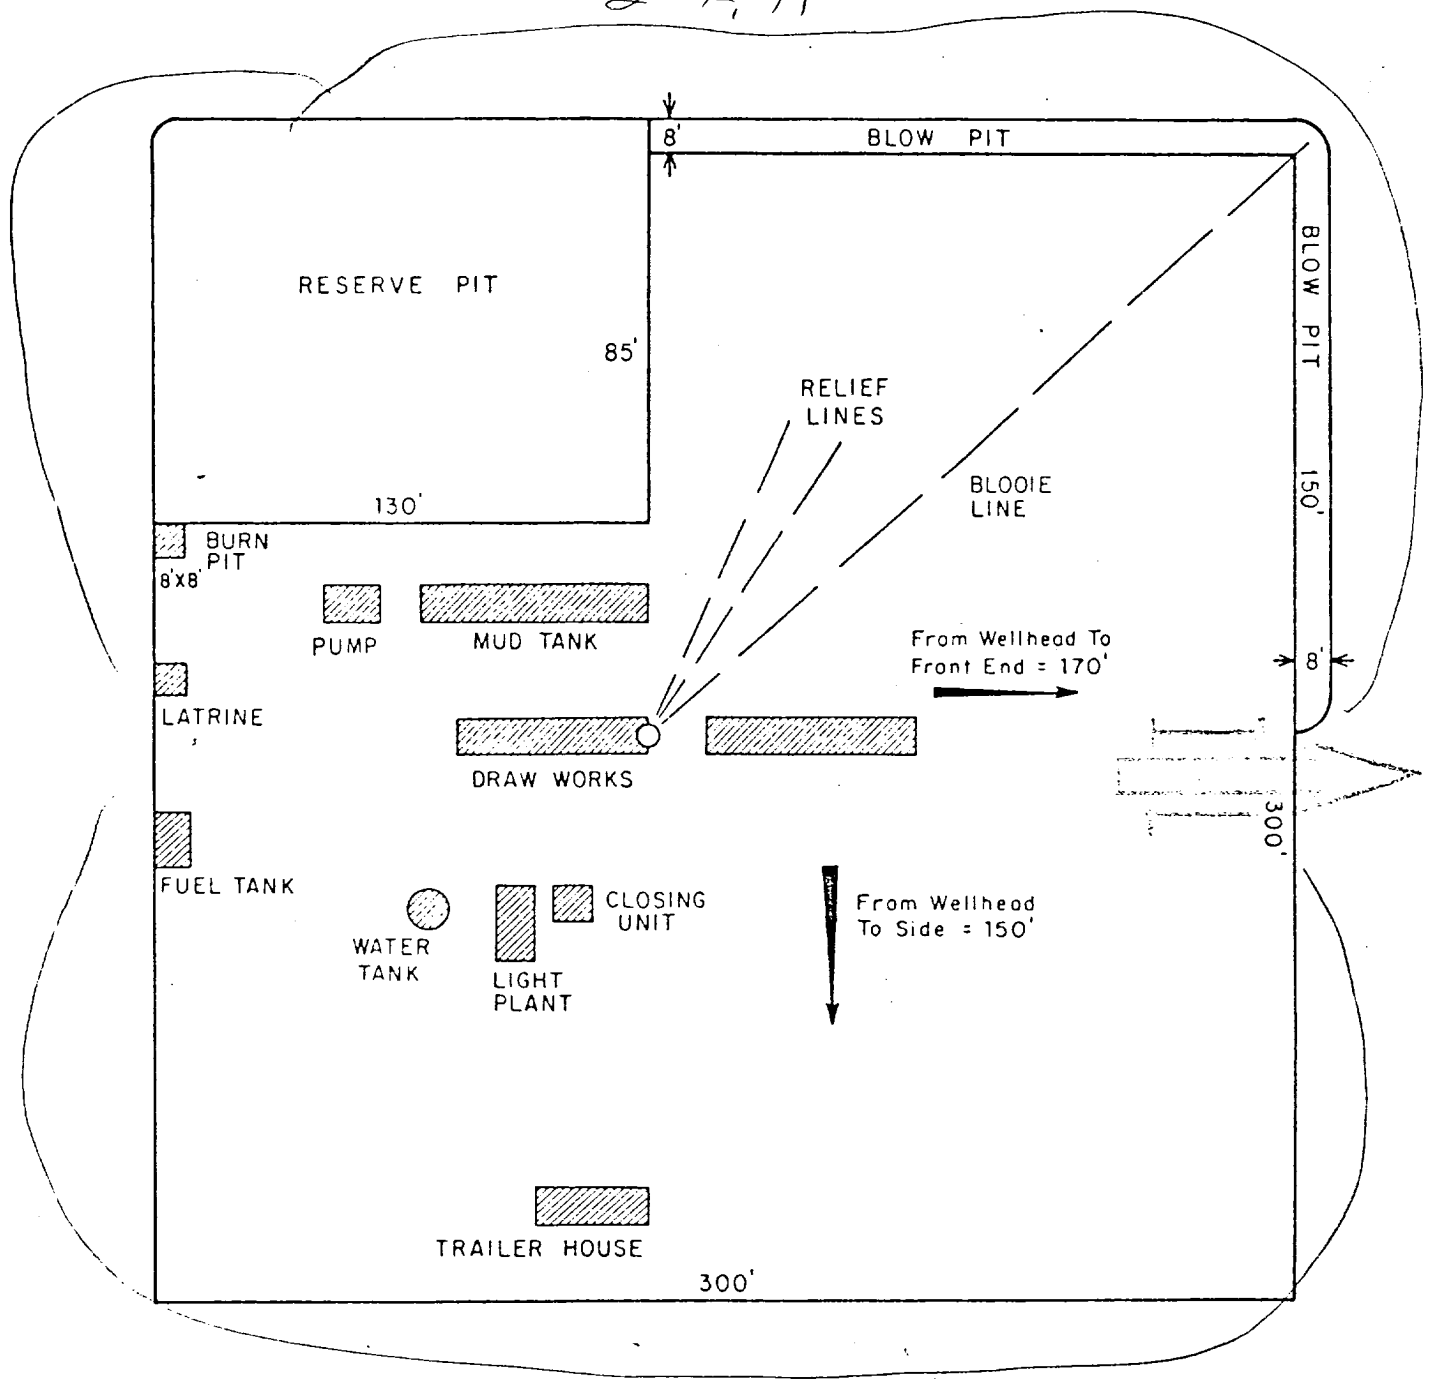 8'
BLOW PIT
BLOW PIT
RESERVE PIT
85'
RELIEF
LINES
130'
BLOOIE
LINE
150'
BURN
PIT
8'X8'
PUMP
MUD TANK
From Wellhead To
Front End = 170'
8'
LATRINE
DRAW WORKS
300'
FUEL TANK
WATER
TANK
LIGHT
PLANT
CLOSING
UNIT
From Wellhead
To Side = 150'
TRAILER HOUSE
300'